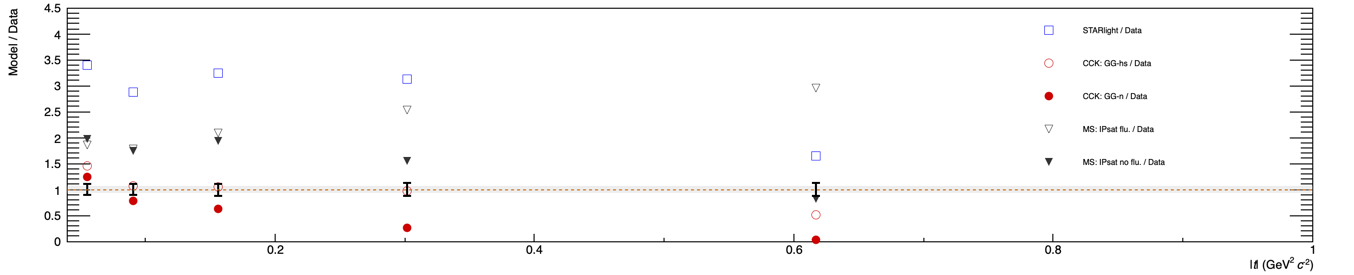 Model / Data
4.5
4
3.5
3
2.5
2
1.5
1
0.5
0
STARlight / Data
CCK: GG-hs / Data
CCK: GG-n / Data
MS: IPsat flu. / Data
MS: IPsat no flu. / Data
0.2 0.4 0.6 0.8 1
|t| (GeV² c⁻²)